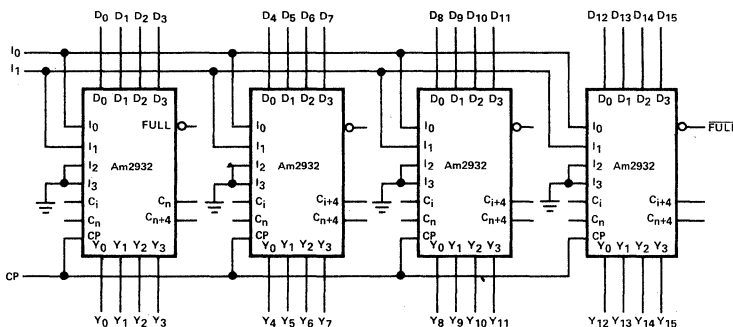 D0 D1 D2 D3 D4 D5 D6 D7 D8 D9 D10 D11 D12 D13 D14 D15
I0
I1
D0 D1 D2 D3 D0 D1 D2 D3 D0 D1 D2 D3 D0 D1 D2 D3
I0 FULL I0 I0 I0 FULL
I1 I1 I1 I1
I2 Am2932 I2 Am2932 I2 Am2932 I2 Am2932
I3 I3 I3 I3
Ci Cn Ci Ci+4 Ci Ci+4 Ci Ci+4
Cn Cn+4 Cn Cn+4 Cn Cn+4 Cn Cn+4
CP CP CP CP
Y0 Y1 Y2 Y3 Y0 Y1 Y2 Y3 Y0 Y1 Y2 Y3 Y0 Y1 Y2 Y3
CP
Y0 Y1 Y2 Y3 Y4 Y5 Y6 Y7 Y8 Y9 Y10 Y11 Y12 Y13 Y14 Y15